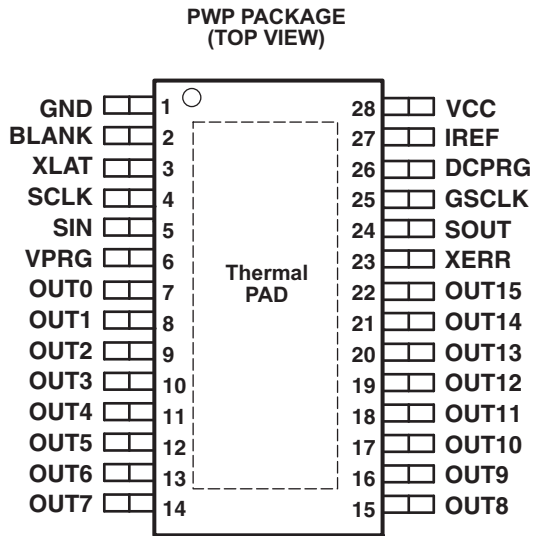 PWP PACKAGE
(TOP VIEW)
GND 1 28 VCC
BLANK 2 27 IREF
XLAT 3 26 DCPRG
SCLK 4 25 GSCLK
SIN 5 24 SOUT
VPRG 6 23 XERR
OUT0 7 22 OUT15
OUT1 8 21 OUT14
OUT2 9 20 OUT13
OUT3 10 19 OUT12
OUT4 11 18 OUT11
OUT5 12 17 OUT10
OUT6 13 16 OUT9
OUT7 14 15 OUT8
Thermal
PAD